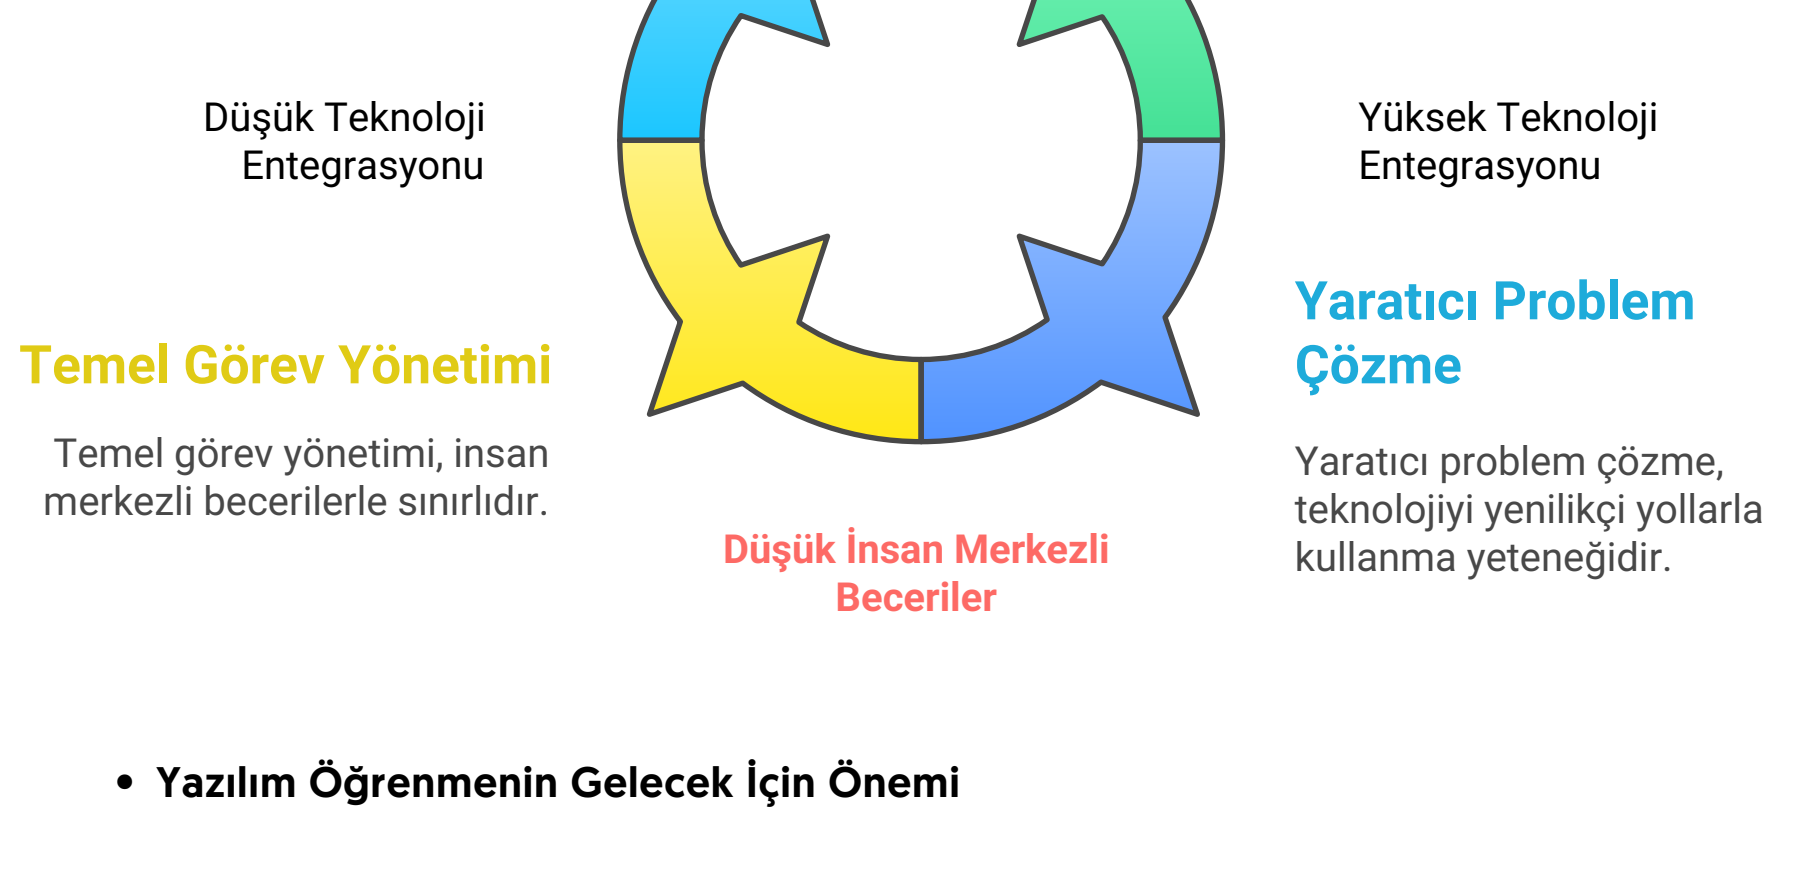 Düşük Teknoloji
Entegrasyonu
Yüksek Teknoloji
Entegrasyonu
Temel Görev Yönetimi
Temel görev yönetimi, insan
merkezli becerilerle sınırlıdır.
Yaratıcı Problem
Çözme
Yaratıcı problem çözme,
teknolojiyi yenilikçi yollarla
kullanma yeteneğidir.
Düşük İnsan Merkezli
Beceriler
• Yazılım Öğrenmenin Gelecek İçin Önemi